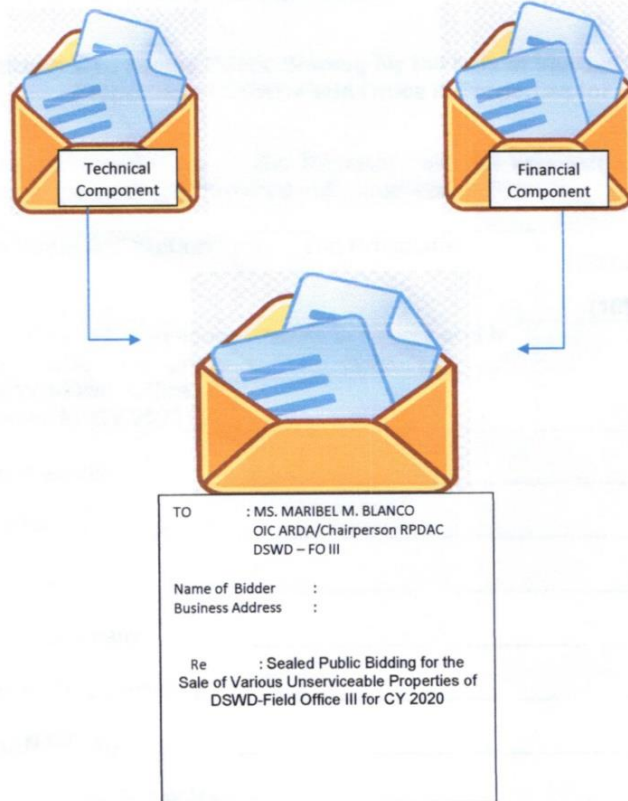 Technical
Component
Financial
Component
TO : MS. MARIBEL M. BLANCO
OIC ARDA/Chairperson RPDAC
DSWD – FO III
Name of Bidder :
Business Address :
Re : Sealed Public Bidding for the
Sale of Various Unserviceable Properties of
DSWD-Field Office III for CY 2020